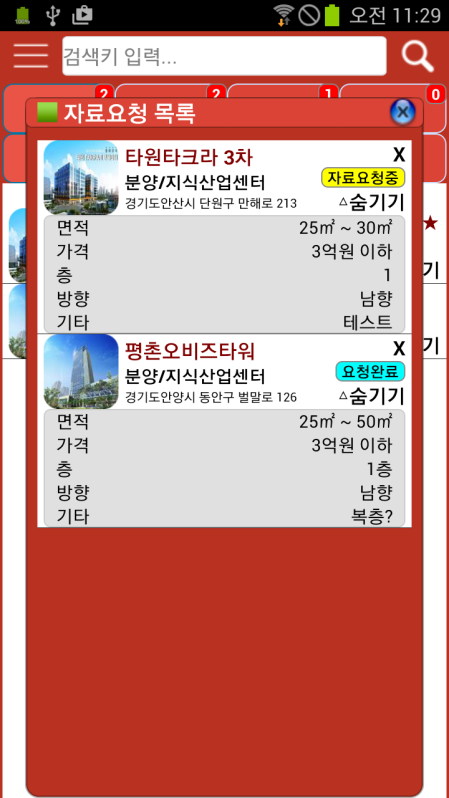 100%
오전 11:29
검색키 입력...
2
2
1
0
자료요청 목록
타원타크라 3차
X
분양/지식산업센터
자료요청중
경기도안산시 단원구 만해로 213
△숨기기
면적 25㎡ ~ 30㎡
가격 3억원 이하
층 1
방향 남향
기타 테스트
평촌오비즈타워
X
분양/지식산업센터
요청완료
경기도안양시 동안구 벌말로 126
△숨기기
면적 25㎡ ~ 50㎡
가격 3억원 이하
층 1층
방향 남향
기타 복층?
★
기
기